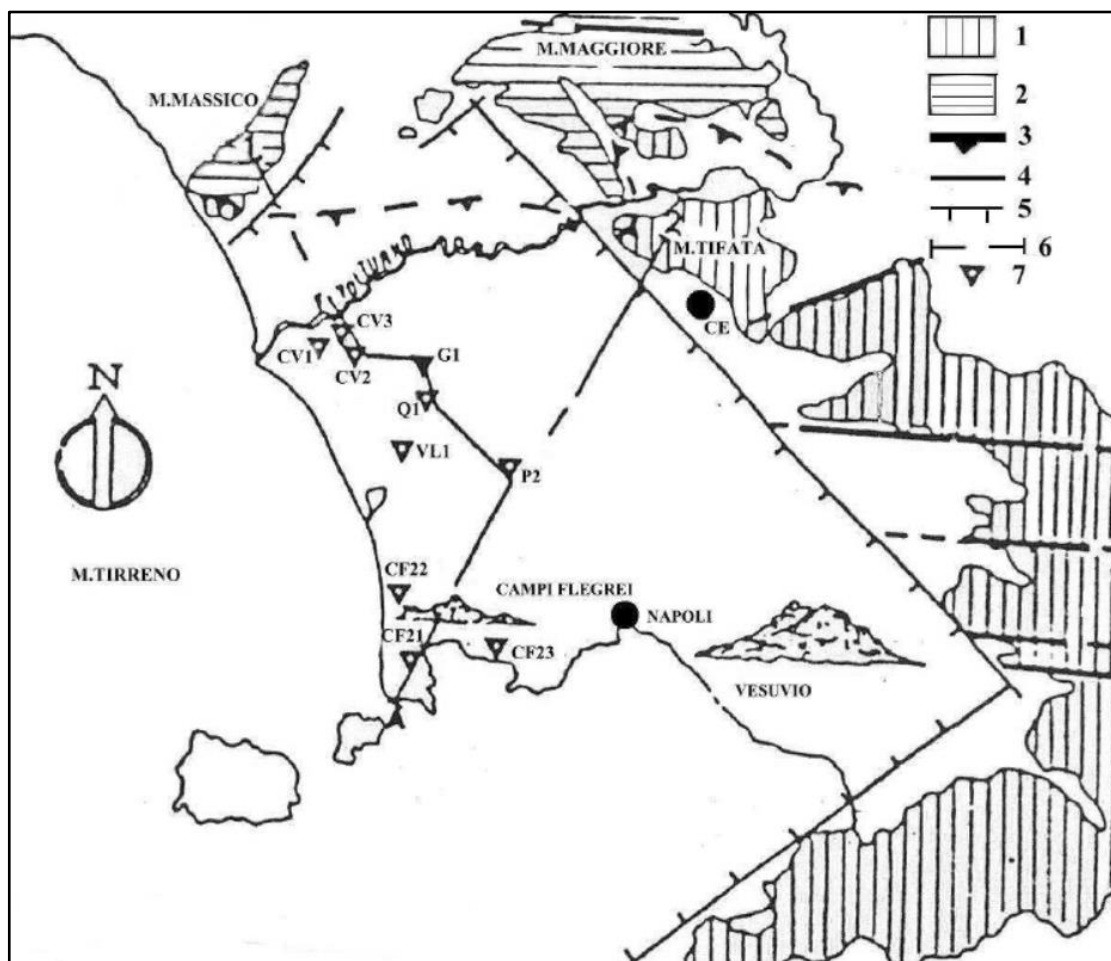 M.MAGGIORE
1
M.MASSICO
2
3
4
5
6
M.TIFATA
7
VOLTURNO
CE
CV3
CV1
CV2
G1
N
Q1
VL1
P2
M.TIRRENO
CF22
CAMPI FLEGREI
NAPOLI
CF21
CF23
VESUVIO